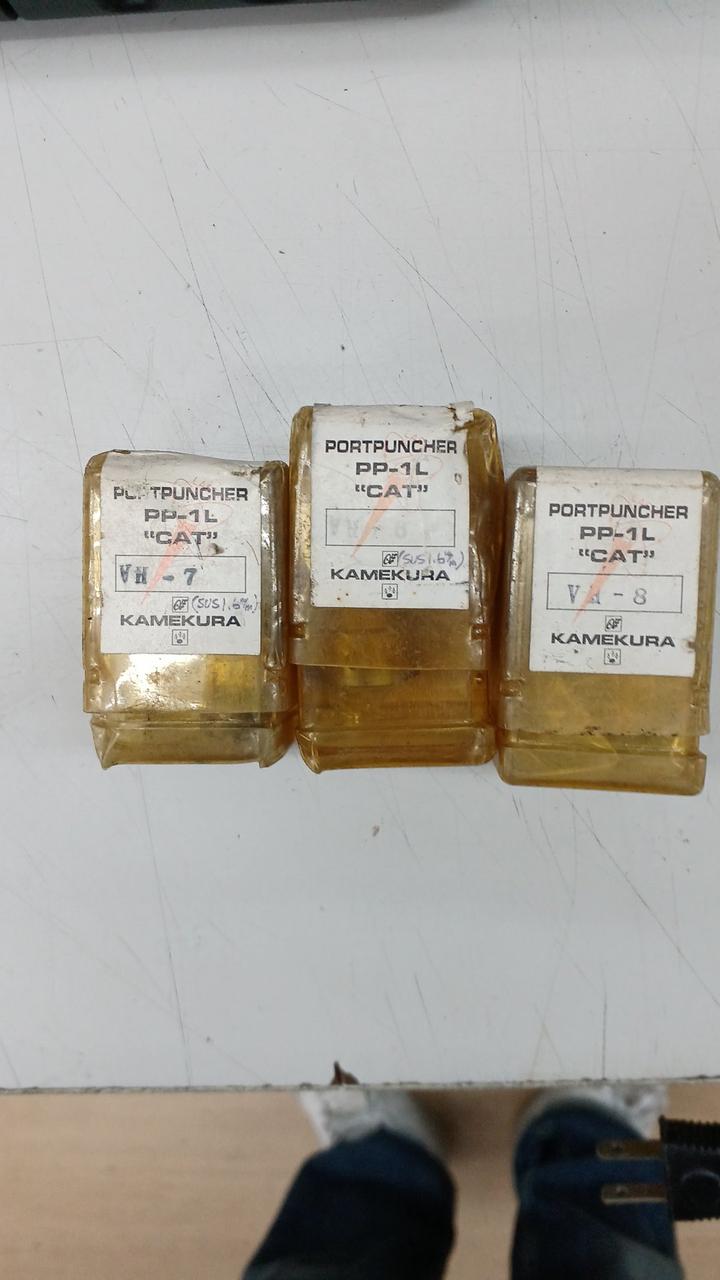 PORTPUNCHER
PP-1L
"CAT"
VH - 7
(SUS1.6m/m)
KAMEKURA
PORTPUNCHER
PP-1L
"CAT"
(SUS1.6m/m)
KAMEKURA
PORTPUNCHER
PP-1L
"CAT"
VH - 8
KAMEKURA